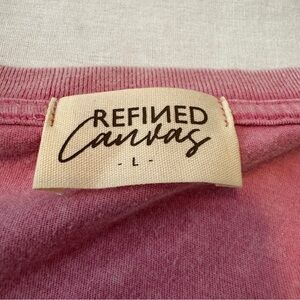 REFINED
Canvas
- L -